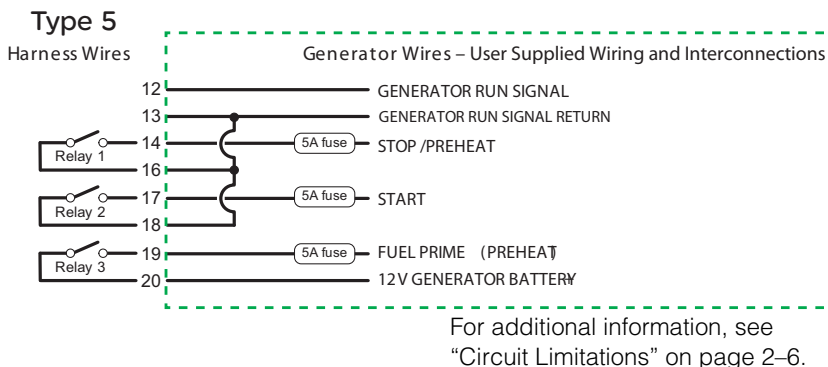 Type 5
Harness Wires
Generator Wires – User Supplied Wiring and Interconnections
12 GENERATOR RUN SIGNAL
13 GENERATOR RUN SIGNAL RETURN
14 5A fuse STOP /PREHEAT
Relay 1
16
17 5A fuse START
Relay 2
18
19 5A fuse FUEL PRIME (PREHEAT)
Relay 3
20 12V GENERATOR BATTERY+
For additional information, see
“Circuit Limitations” on page 2–6.